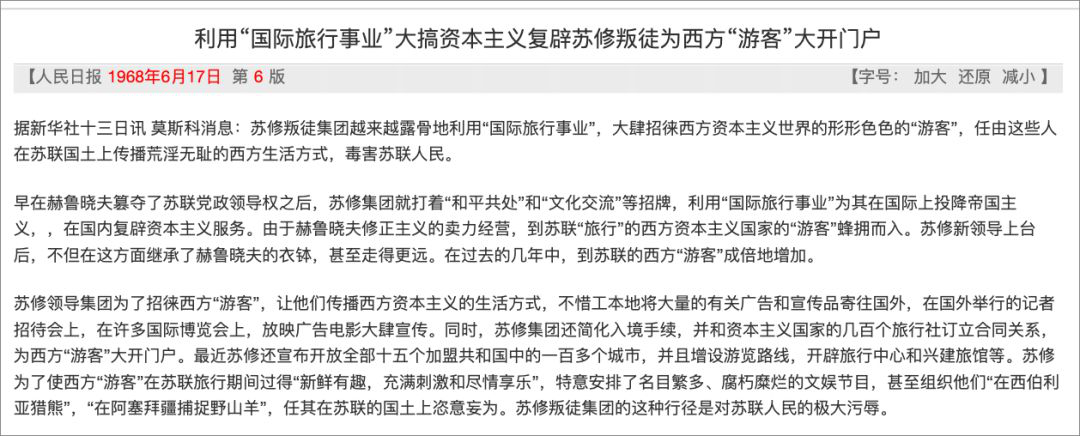 利用“国际旅行事业”大搞资本主义复辟苏修叛徒为西方“游客”大开门户
【人民日报 1968年6月17日 第 6 版
【字号： 加大 还原 减小 】
据新华社十三日讯 莫斯科消息：苏修叛徒集团越来越露骨地利用“国际旅行事业”，大肆招徕西方资本主义世界的形形色色的“游客”，任由这些人
在苏联国土上传播荒淫无耻的西方生活方式，毒害苏联人民。
早在赫鲁晓夫篡夺了苏联党政领导权之后，苏修集团就打着“和平共处”和“文化交流”等招牌，利用“国际旅行事业”为其在国际上投降帝国主
义，，在国内复辟资本主义服务。由于赫鲁晓夫修正主义的卖力经营，到苏联“旅行”的西方资本主义国家的“游客”蜂拥而入。苏修新领导上台
后，不但在这方面继承了赫鲁晓夫的衣钵，甚至走得更远。在过去的几年中，到苏联的西方“游客”成倍地增加。
苏修领导集团为了招徕西方“游客”，让他们传播西方资本主义的生活方式，不惜工本地将大量的有关广告和宣传品寄往国外，在国外举行的记者
招待会上，在许多国际博览会上，放映广告电影大肆宣传。同时，苏修集团还简化入境手续，并和资本主义国家的几百个旅行社订立合同关系，
为西方“游客”大开门户。最近苏修还宣布开放全部十五个加盟共和国中的一百多个城市，并且增设游览路线，开辟旅行中心和兴建旅馆等。苏修
为了使西方“游客”在苏联旅行期间过得“新鲜有趣，充满刺激和尽情享乐”，特意安排了名目繁多、腐朽糜烂的文娱节目，甚至组织他们“在西伯利
亚猎熊”，“在阿塞拜疆捕捉野山羊”，任其在苏联的国土上恣意妄为。苏修叛徒集团的这种行径是对苏联人民的极大污辱。